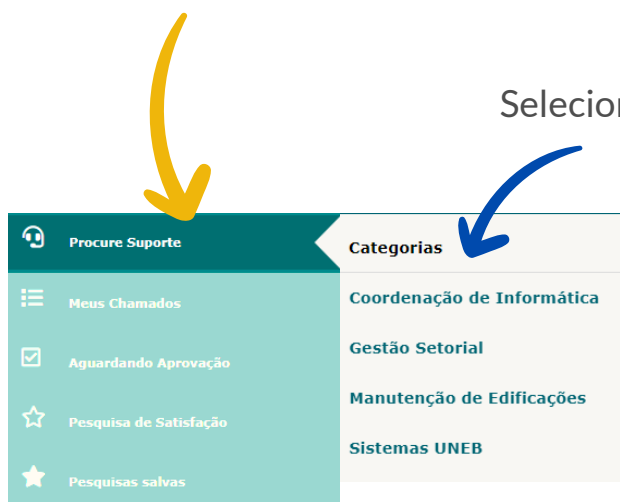 Procure Suporte
Meus Chamados
Aguardando Aprovação
Pesquisa de Satisfação
Pesquisas salvas
Categorias
Coordenação de Informática
Gestão Setorial
Manutenção de Edificações
Sistemas UNEB